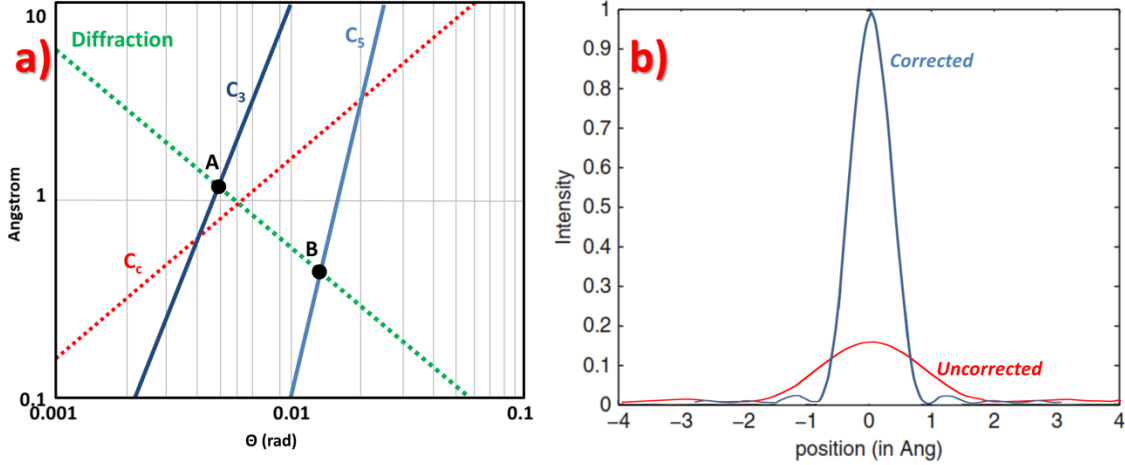 a)
10
Diffraction
C3
C5
A
1
B
Cc
0.1
0.001
0.01
0.1
Angstrom
Θ (rad)
b)
1
0.9
0.8
0.7
0.6
0.5
0.4
0.3
0.2
0.1
0
Intensity
Corrected
Uncorrected
−4
−3
−2
−1
0
1
2
3
4
position (in Ang)